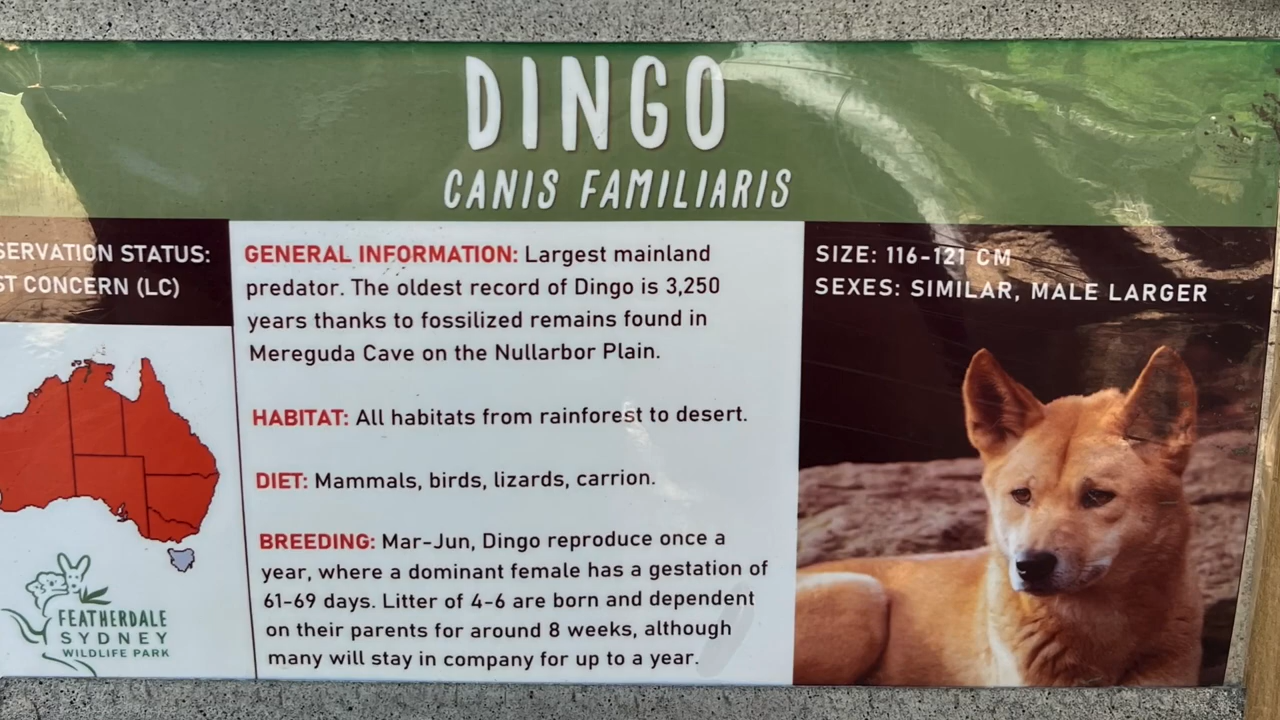 DINGO
CANIS FAMILIARIS
SERVATION STATUS:
ST CONCERN (LC)
GENERAL INFORMATION: Largest mainland
predator. The oldest record of Dingo is 3,250
years thanks to fossilized remains found in
Mereguda Cave on the Nullarbor Plain.
HABITAT: All habitats from rainforest to desert.
DIET: Mammals, birds, lizards, carrion.
BREEDING: Mar-Jun, Dingo reproduce once a
year, where a dominant female has a gestation of
61-69 days. Litter of 4-6 are born and dependent
on their parents for around 8 weeks, although
many will stay in company for up to a year.
SIZE: 116-121 CM
SEXES: SIMILAR, MALE LARGER
FEATHERDALE
SYDNEY
WILDLIFE PARK